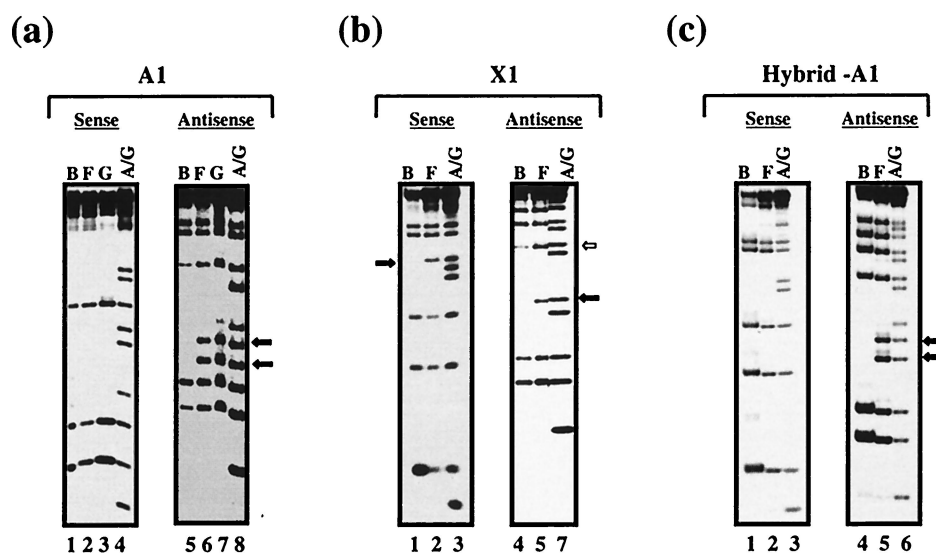 (a) (b) (c)
A1 X1 Hybrid -A1
Sense Antisense Sense Antisense Sense Antisense
B F G A/G B F G A/G B F A/G B F A/G B F A/G B F A/G
1 2 3 4 5 6 7 8 1 2 3 4 5 7 1 2 3 4 5 6